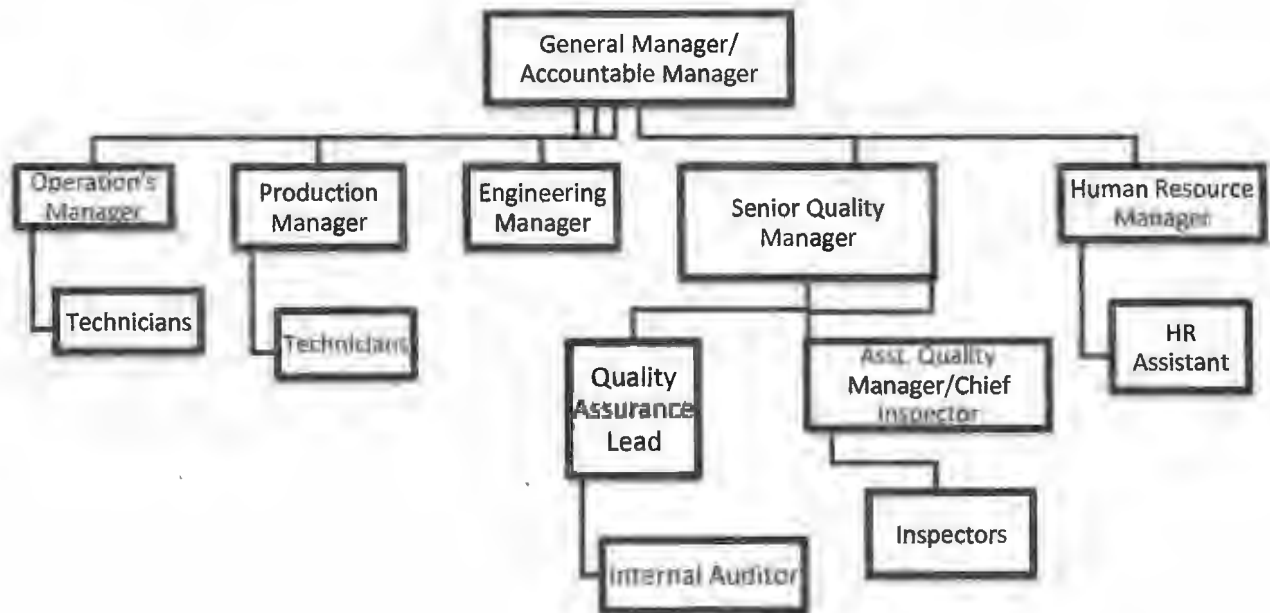 General Manager/
Accountable Manager
Operation's
Manager
Production
Manager
Engineering
Manager
Senior Quality
Manager
Human Resource
Manager
Technicians
Technicians
Quality
Assurance
Lead
Asst. Quality
Manager/Chief
Inspector
HR
Assistant
Internal Auditor
Inspectors